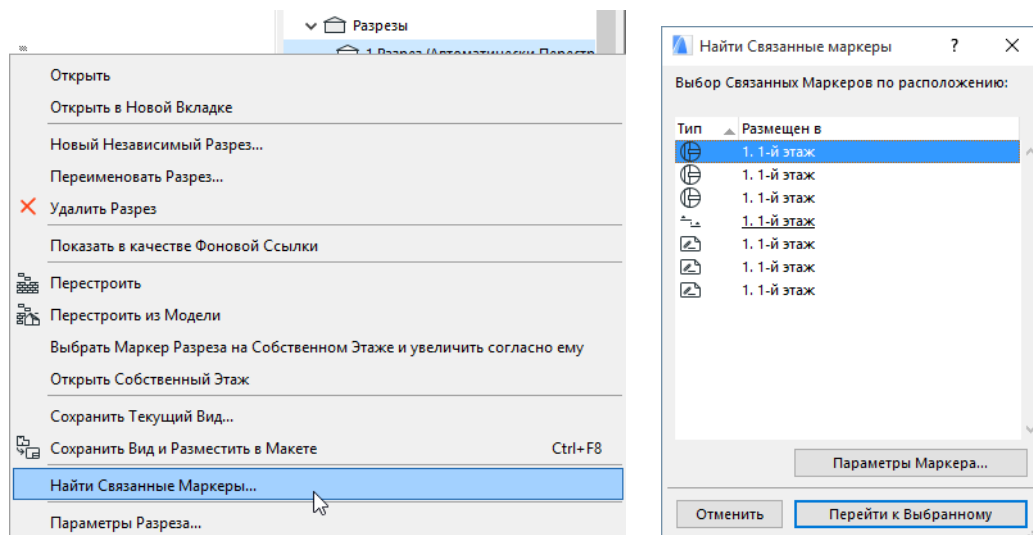 Разрезы
1 Разрез (Автоматически Перестр
Открыть
Открыть в Новой Вкладке
Новый Независимый Разрез...
Переименовать Разрез...
Удалить Разрез
Показать в качестве Фоновой Ссылки
Перестроить
Перестроить из Модели
Выбрать Маркер Разреза на Собственном Этаже и увеличить согласно ему
Открыть Собственный Этаж
Сохранить Текущий Вид...
Сохранить Вид и Разместить в Макете Ctrl+F8
Найти Связанные Маркеры...
Параметры Разреза...
Найти Связанные маркеры ?
Выбор Связанных Маркеров по расположению:
Тип Размещен в
1. 1-й этаж
1. 1-й этаж
1. 1-й этаж
1. 1-й этаж
1. 1-й этаж
1. 1-й этаж
1. 1-й этаж
Параметры Маркера...
Отменить Перейти к Выбранному